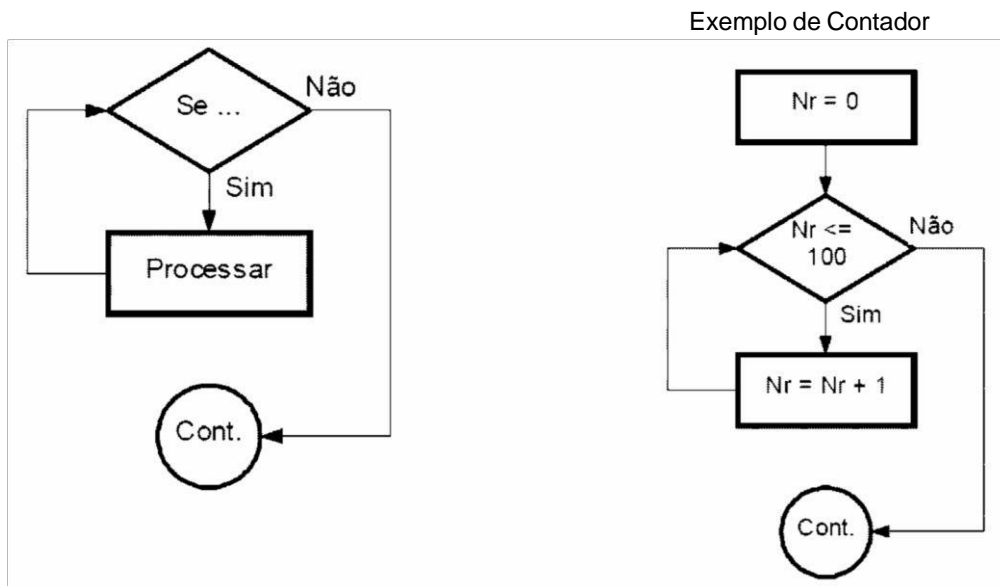 Exemplo de Contador
Se ...
Não
Sim
Processar
Cont.
Nr = 0
Nr <=
100
Não
Sim
Nr = Nr + 1
Cont.